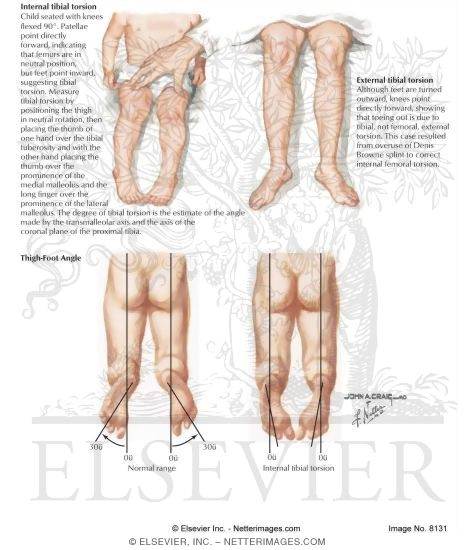 Internal tibial torsion
Child seated with knees
flexed 90°. Patellae
point directly
forward, indicating
that femurs are in
neutral position,
but feet point inward,
suggesting tibial
torsion. Measure
tibial torsion by
positioning the thigh
in neutral rotation, then
placing the thumb of
one hand over the tibial
tuberosity and with the
other hand placing the
thumb over the
prominence of the
medial malleolus and the
long finger over the
prominence of the lateral
malleolus. The degree of tibial torsion is the estimate of the angle
made by the transmalleolar axis and the axis of the
coronal plane of the proximal tibia.
External tibial torsion
Although feet are turned
outward, knees point
directly forward, showing
that toeing out is due to
tibial, not femoral, external
torsion. This case resulted
from overuse of Denis
Browne splint to correct
internal femoral torsion.
Thigh-Foot Angle
30ű 0ű 0ű 30ű
Normal range
0ű 0ű
Internal tibial torsion
JOHN A. CRAIG, MD
F. Netter
ELSEVIER
© Elsevier Inc. - Netterimages.com Image No. 8131
© ELSEVIER, INC. – NETTERIMAGES.COM